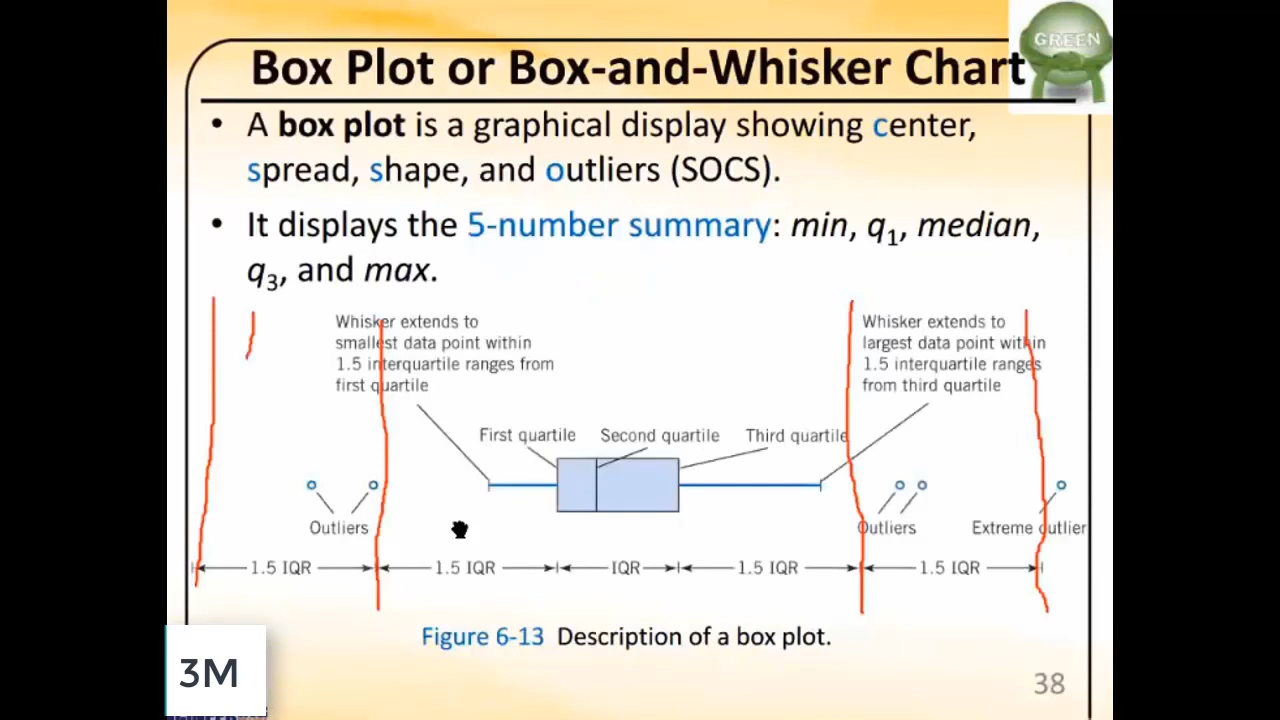 GREEN
Box Plot or Box-and-Whisker Chart
• A box plot is a graphical display showing center,
spread, shape, and outliers (SOCS).
• It displays the 5-number summary: min, q1, median,
q3, and max.
Whisker extends to
smallest data point within
1.5 interquartile ranges from
first quartile
Whisker extends to
largest data point within
1.5 interquartile ranges
from third quartile
First quartile Second quartile Third quartile
Outliers Outliers Extreme outlier
1.5 IQR 1.5 IQR IQR 1.5 IQR 1.5 IQR
Figure 6-13 Description of a box plot.
3M
38